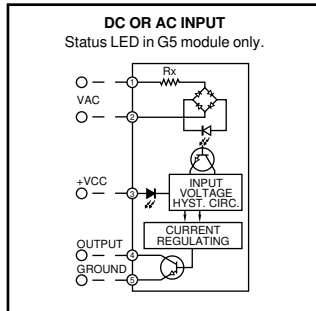 DC OR AC INPUT
Status LED in G5 module only.
Rx
1
VAC
2
+VCC
3
INPUT
VOLTAGE
HYST. CIRC.
CURRENT
REGULATING
OUTPUT
4
GROUND
5